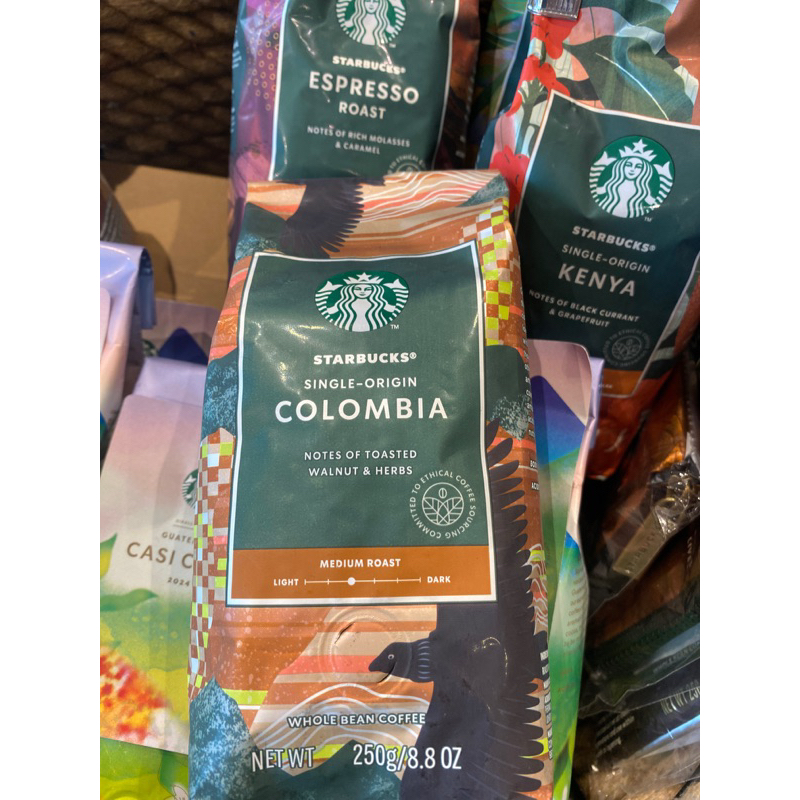 STARBUCKS®
ESPRESSO
ROAST
NOTES OF RICH MOLASSES
& CARAMEL
STARBUCKS®
SINGLE-ORIGIN
KENYA
NOTES OF BLACK CURRANT
& GRAPEFRUIT
TM
STARBUCKS®
SINGLE-ORIGIN
COLOMBIA
NOTES OF TOASTED
WALNUT & HERBS
COMMITTED TO ETHICAL COFFEE SOURCING
MEDIUM ROAST
LIGHT DARK
WHOLE BEAN COFFEE
NET WT 250g/8.8 OZ
CASI
2024